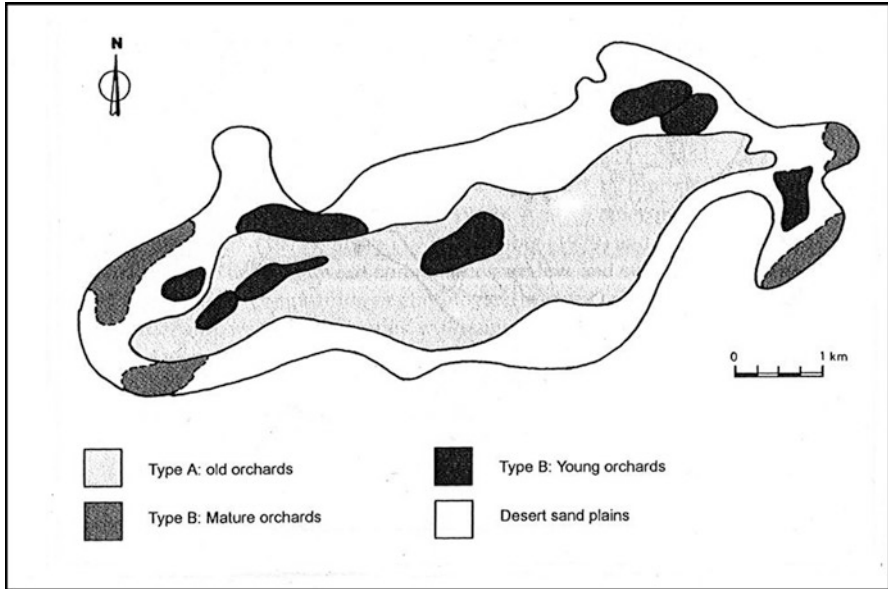 N
0 1 km
Type A: old orchards
Type B: Young orchards
Type B: Mature orchards
Desert sand plains